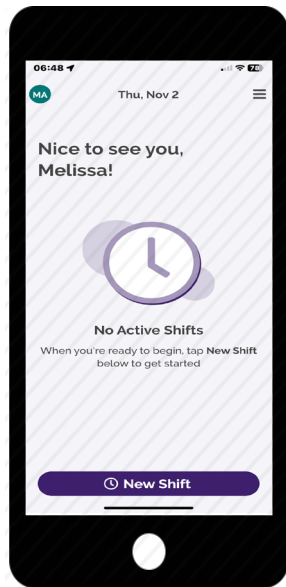 06:48
78
MA
Thu, Nov 2
Nice to see you,
Melissa!
No Active Shifts
When you're ready to begin, tap New Shift
below to get started
New Shift